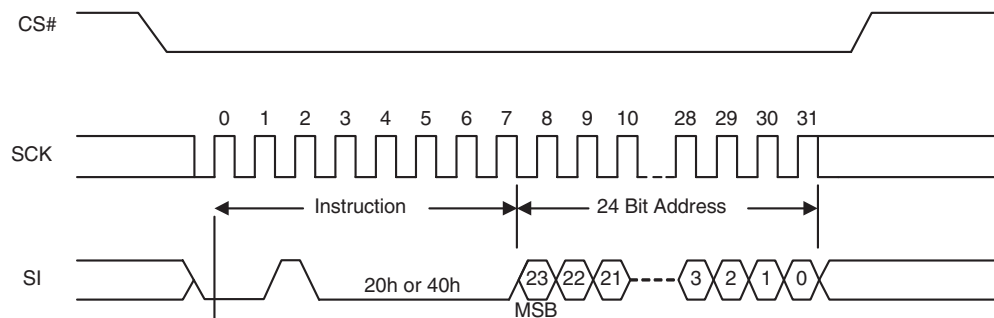 CS#
0 1 2 3 4 5 6 7 8 9 10 28 29 30 31
SCK
Instruction 24 Bit Address
SI 20h or 40h 23 22 21 3 2 1 0
MSB